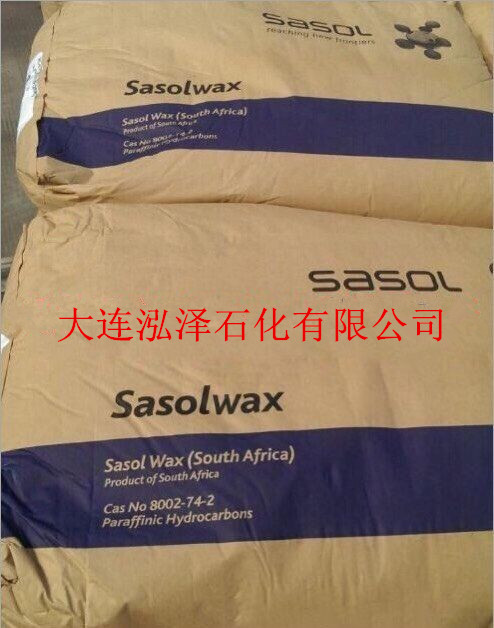 sasol
reaching new frontiers
Sasolwax
Sasol Wax (South Africa)
Product of South Africa
Cas No 8002-74-2
Paraffinic Hydrocarbons
sasol
大连泓泽石化有限公司
Sasolwax
Sasol Wax (South Africa)
Product of South Africa
Cas No 8002-74-2
Paraffinic Hydrocarbons